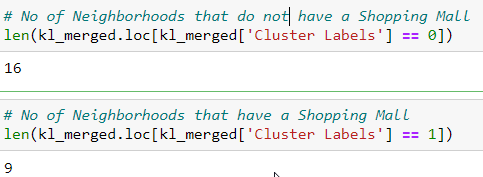 # No of Neighborhoods that do not have a Shopping Mall
len(kl_merged.loc[kl_merged['Cluster Labels'] == 0])
16
# No of Neighborhoods that have a Shopping Mall
len(kl_merged.loc[kl_merged['Cluster Labels'] == 1])
9